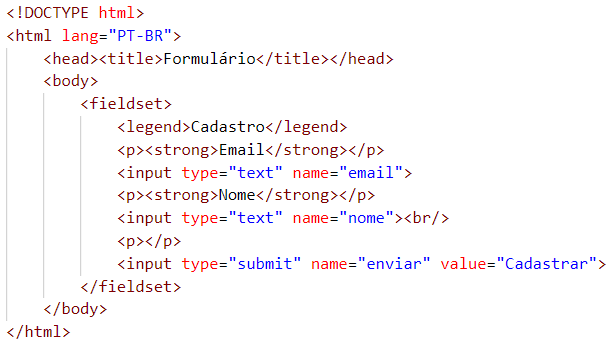 <!DOCTYPE html>
<html lang="PT-BR">
<head><title>Formulário</title></head>
<body>
<fieldset>
<legend>Cadastro</legend>
<p><strong>Email</strong></p>
<input type="text" name="email">
<p><strong>Nome</strong></p>
<input type="text" name="nome"><br/>
<p></p>
<input type="submit" name="enviar" value="Cadastrar">
</fieldset>
</body>
</html>